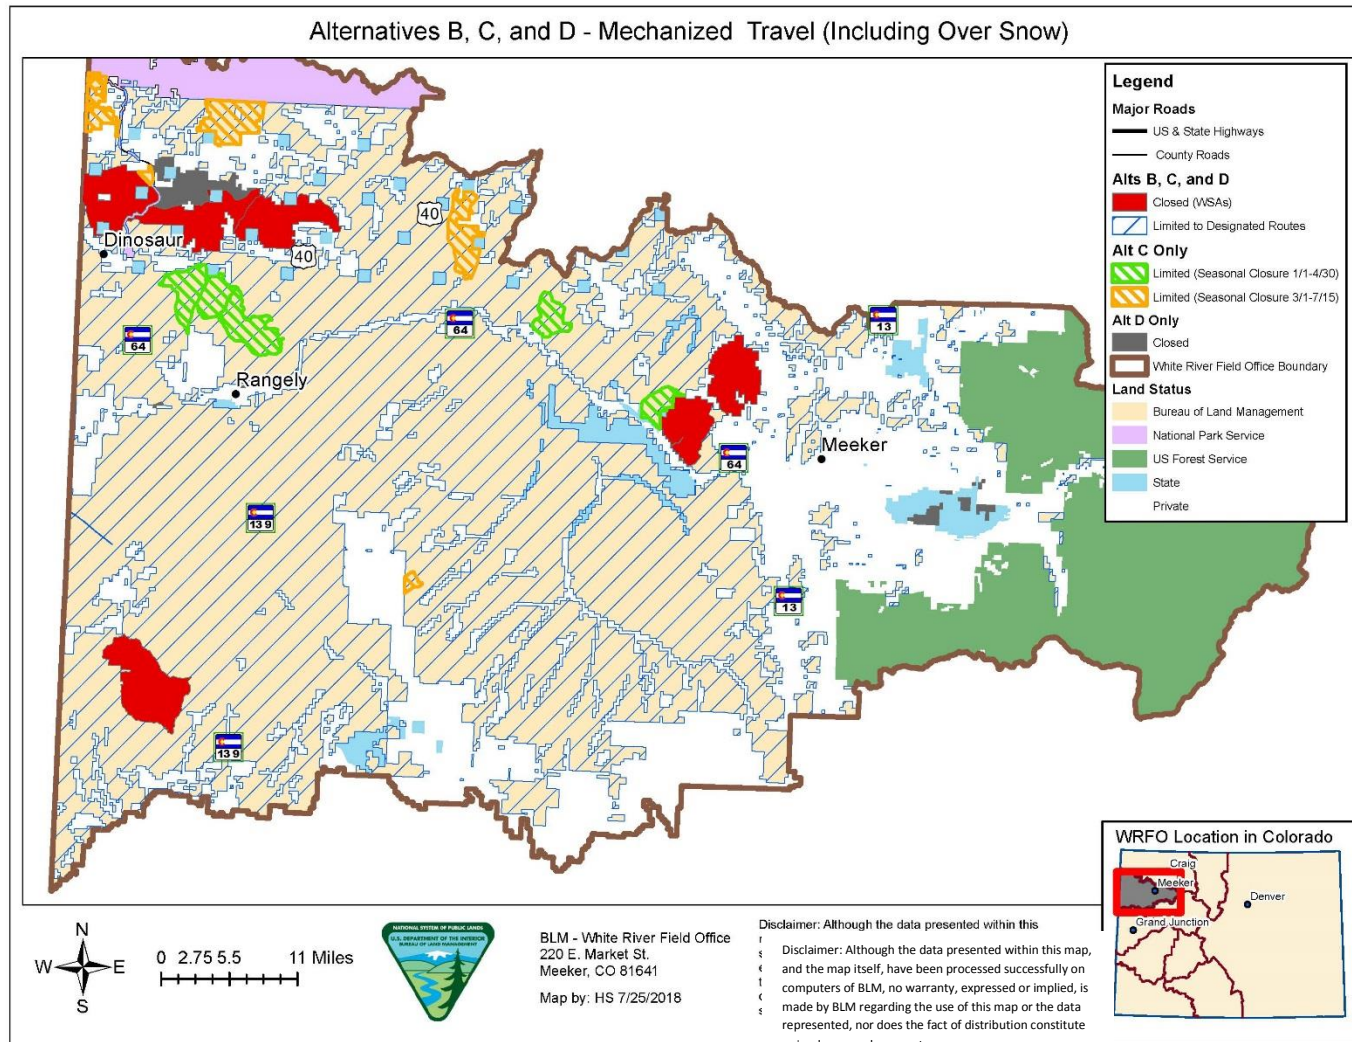 Alternatives B, C, and D - Mechanized Travel (Including Over Snow)
Legend
Major Roads
US & State Highways
County Roads
Alts B, C, and D
Closed (WSAs)
Limited to Designated Routes
Alt C Only
Limited (Seasonal Closure 1/1-4/30)
Limited (Seasonal Closure 3/1-7/15)
Alt D Only
Closed
White River Field Office Boundary
Land Status
Bureau of Land Management
National Park Service
US Forest Service
State
Private
40
Dinosaur
40
64
64
13
Rangely
Meeker
64
139
13
139
WRFO Location in Colorado
Craig
Meeker
Denver
Grand Junction
N
W E
S
0 2.75 5.5 11 Miles
NATIONAL SYSTEM OF PUBLIC LANDS
U.S. DEPARTMENT OF THE INTERIOR
BUREAU OF LAND MANAGEMENT
BLM - White River Field Office
220 E. Market St.
Meeker, CO 81641
Map by: HS 7/25/2018
Disclaimer: Although the data presented within this
Disclaimer: Although the data presented within this map,
and the map itself, have been processed successfully on
computers of BLM, no warranty, expressed or implied, is
made by BLM regarding the use of this map or the data
represented, nor does the fact of distribution constitute